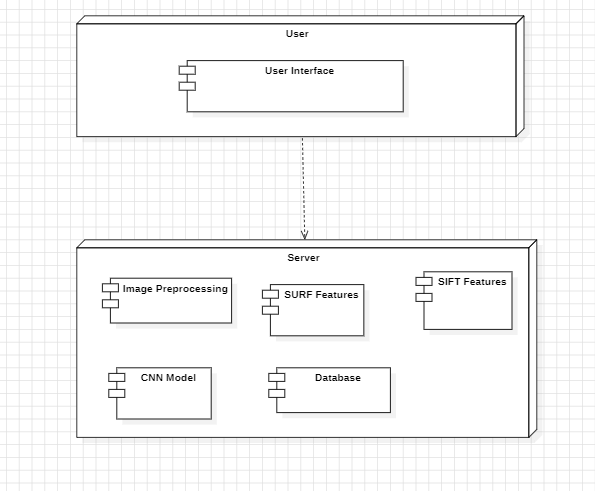 User
User Interface
Server
Image Preprocessing
SURF Features
SIFT Features
CNN Model
Database